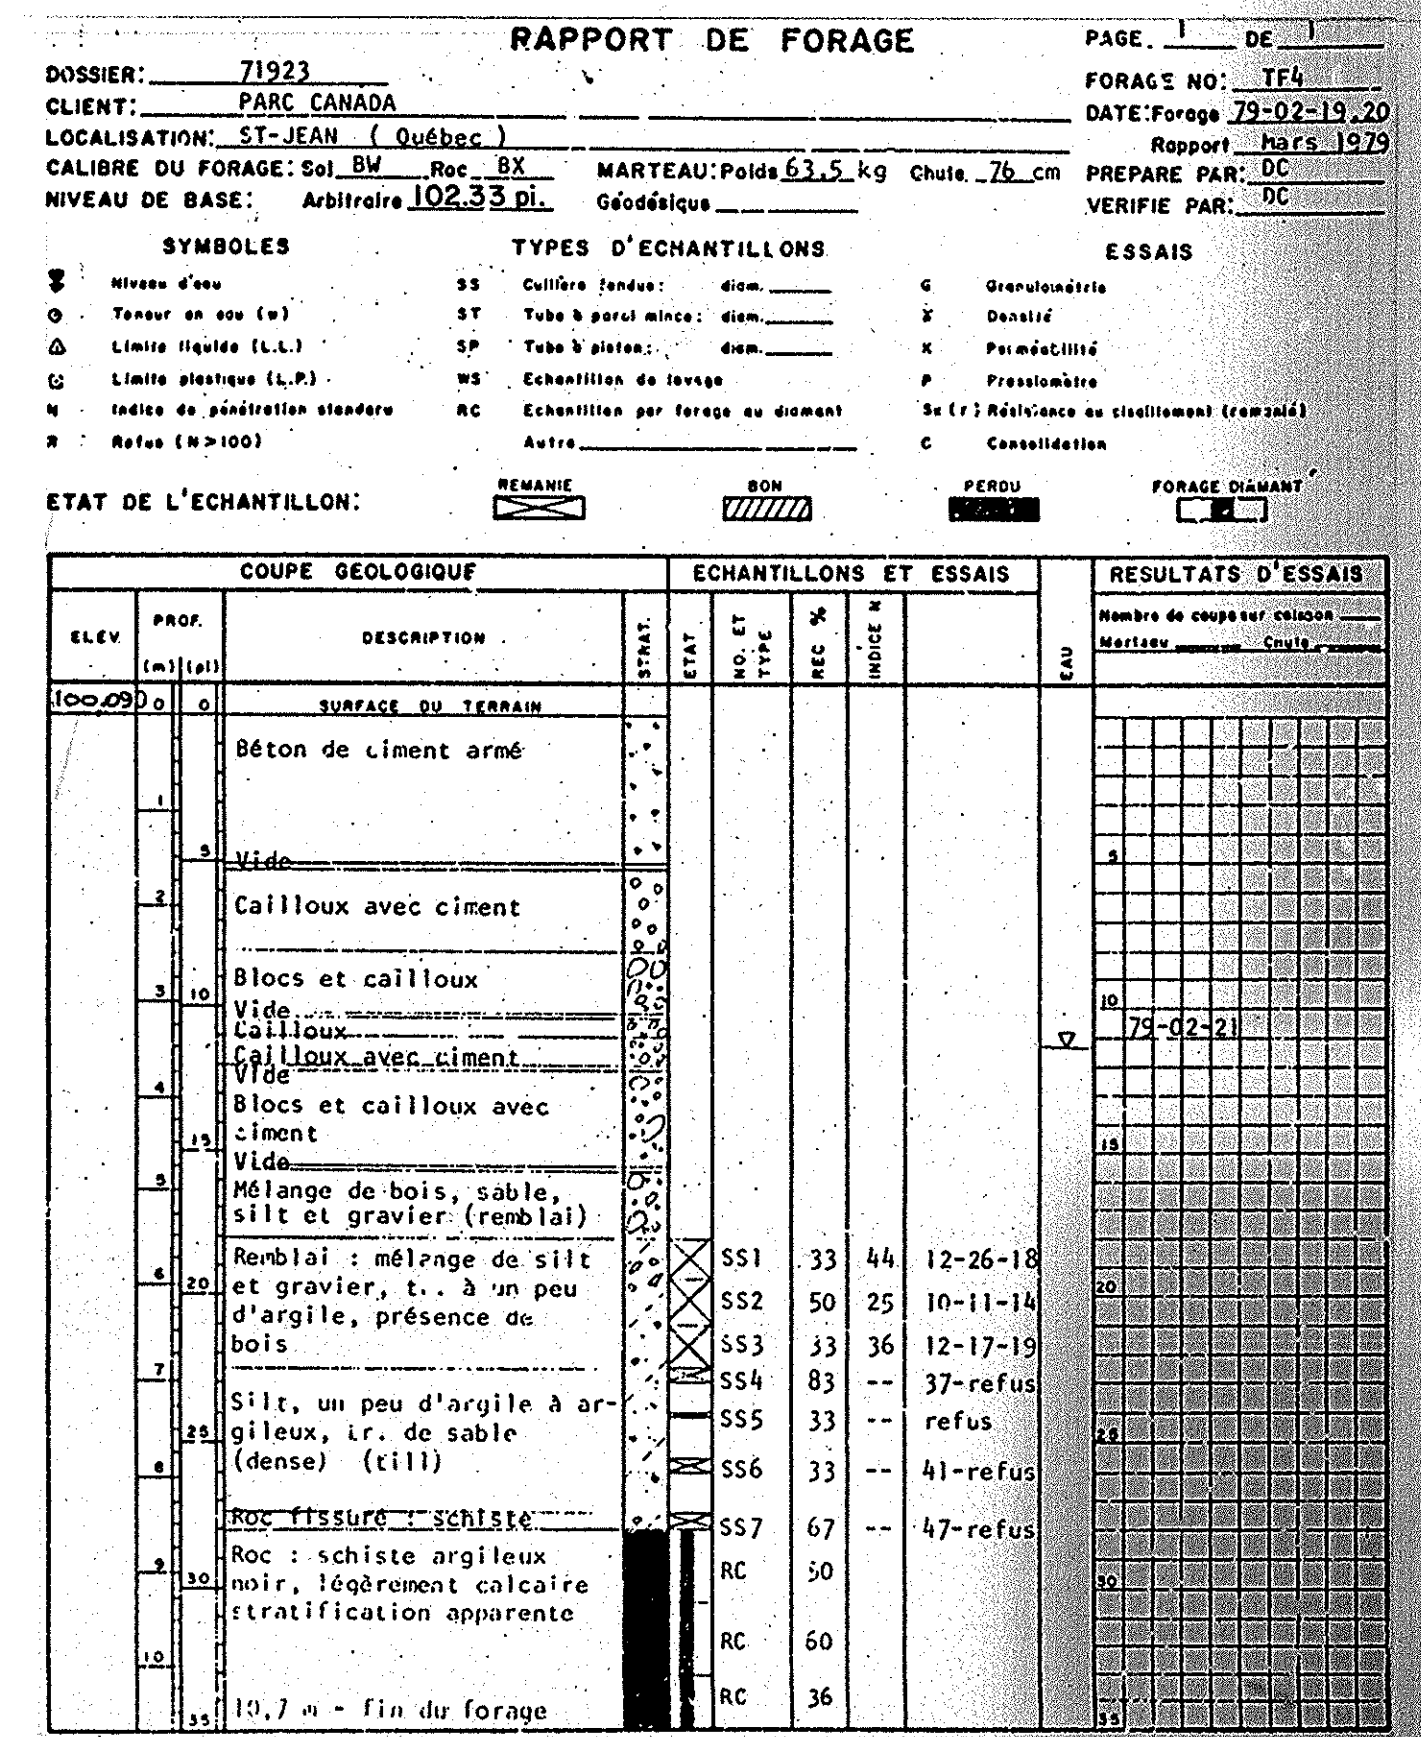 RAPPORT DE FORAGE
PAGE 1 DE 1
DOSSIER: 71923
FORAGE NO: TF4
CLIENT: PARC CANADA
DATE: Forage 79-02-19,20
LOCALISATION: ST-JEAN ( Québec )
Rapport Mars 1979
CALIBRE DU FORAGE: Sol BW Roc BX MARTEAU: Poids 63,5 kg Chute 76 cm
PREPARE PAR: DC
NIVEAU DE BASE: Arbitraire 102.33 pi. Géodésique
VERIFIE PAR: DC
SYMBOLES
Niveau d'eau
Teneur en eau (w)
Limite liquide (L.L.)
Limite plastique (L.P.)
N Indice de pénétration standard
R Refus (N>100)
TYPES D'ECHANTILLONS
SS Cuillère fendue: diam.
ST Tube à paroi mince: diam.
SP Tube à piston: diam.
WS Echantillon de lavage
RC Echantillon par forage au diamant
Autre
ESSAIS
G Granulométrie
γ Densité
K Perméabilité
P Pressiomètre
Su (r) Résistance au cisaillement (remanié)
C Consolidation
ETAT DE L'ECHANTILLON:
REMANIE
BON
PERDU
FORAGE DIAMANT
COUPE GEOLOGIQUE
ECHANTILLONS ET ESSAIS
RESULTATS D'ESSAIS
ELEV.
PROF.
(m) (pi)
DESCRIPTION
STRAT.
ETAT
NO. ET TYPE
REC %
INDICE N
EAU
Nombre de coups sur caisson
Marteau Chute
100.09 0 0 SURFACE DU TERRAIN
Béton de ciment armé
1
5 Vide 5
2 Cailloux avec ciment
Blocs et cailloux
3 10 10
Vide
Cailloux 79-02-21
Cailloux avec ciment
Vide
4
Blocs et cailloux avec
ciment
15 15
Vide
5 Mélange de bois, sable,
silt et gravier (remblai)
Remblai : mélange de silt SS1 33 44 12-26-18
6 20 et gravier, t.. à un peu 20
SS2 50 25 10-11-14
d'argile, présence de
bois SS3 33 36 12-17-19
7 SS4 83 -- 37-refus
Silt, un peu d'argile à ar-
SS5 33 -- refus
25 gileux, tr. de sable 25
8 (dense) (till) SS6 33 -- 41-refus
Roc fissuré : schiste SS7 67 -- 47-refus
Roc : schiste argileux
9 RC 50
30 noir, légèrement calcaire 30
stratification apparente
RC 60
10
RC 36
35 10,7 m - fin du forage 35